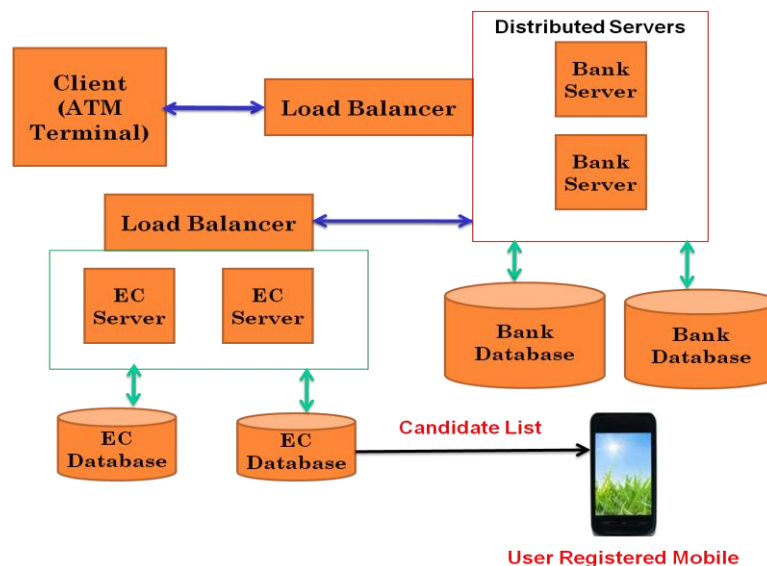 Distributed Servers
Client
(ATM
Terminal)
Load Balancer
Bank
Server
Bank
Server
Load Balancer
EC
Server
EC
Server
Bank
Database
Bank
Database
EC
Database
EC
Database
Candidate List
User Registered Mobile